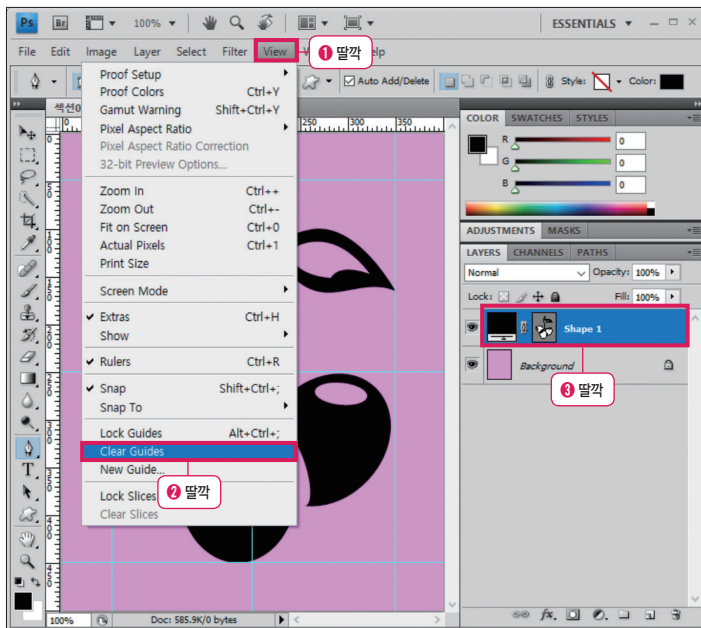 Ps Br 100% ESSENTIALS
File Edit Image Layer Select Filter View
❶ 딸깍
Auto Add/Delete Style: Color:
Proof Setup
Proof Colors Ctrl+Y
Gamut Warning Shift+Ctrl+Y
Pixel Aspect Ratio
Pixel Aspect Ratio Correction
32-bit Preview Options...
Zoom In Ctrl++
Zoom Out Ctrl+-
Fit on Screen Ctrl+0
Actual Pixels Ctrl+1
Print Size
Screen Mode
Extras Ctrl+H
Show
Rulers Ctrl+R
Snap Shift+Ctrl+;
Snap To
Lock Guides Alt+Ctrl+;
Clear Guides
New Guide...
❷ 딸깍
Lock Slices
Clear Slices
250 300 350
100% Doc: 585.9K/0 bytes
COLOR SWATCHES STYLES
R 0
G 0
B 0
ADJUSTMENTS MASKS
LAYERS CHANNELS PATHS
Normal Opacity: 100%
Lock: Fill: 100%
Shape 1
Background
❸ 딸깍
fx.